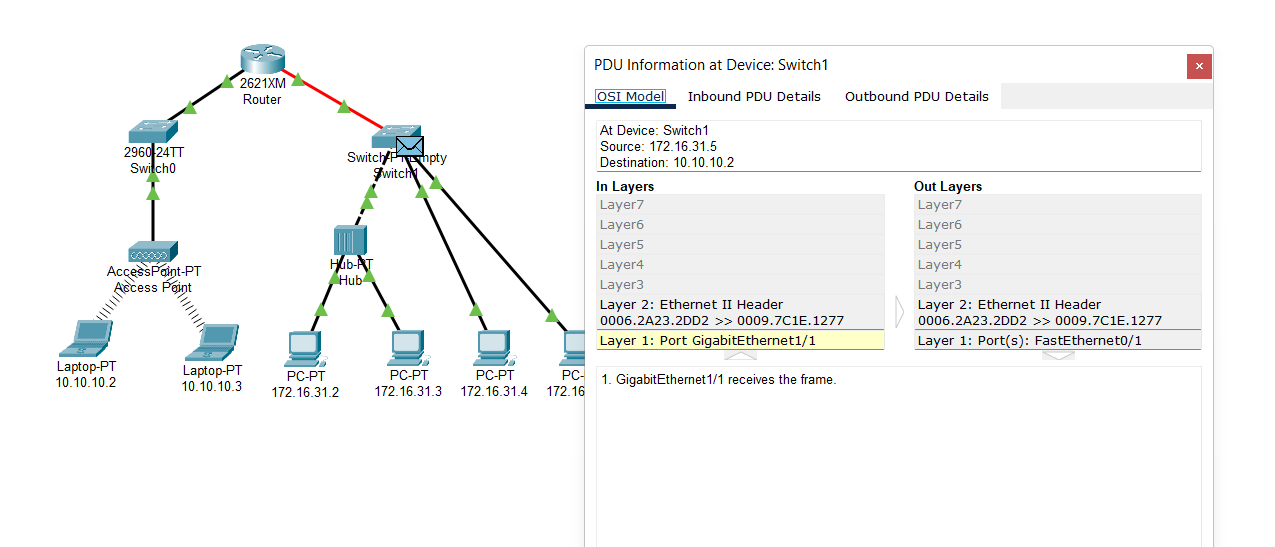 2621XM
Router
2960-24TT
Switch0
Switch-PT-Empty
Switch1
Hub-PT
Hub
AccessPoint-PT
Access Point
Laptop-PT
10.10.10.2
Laptop-PT
10.10.10.3
PC-PT
172.16.31.2
PC-PT
172.16.31.3
PC-PT
172.16.31.4
PC-
172.16
PDU Information at Device: Switch1
OSI Model Inbound PDU Details Outbound PDU Details
At Device: Switch1
Source: 172.16.31.5
Destination: 10.10.10.2
In Layers
Layer7
Layer6
Layer5
Layer4
Layer3
Layer 2: Ethernet II Header
0006.2A23.2DD2 >> 0009.7C1E.1277
Layer 1: Port GigabitEthernet1/1
Out Layers
Layer7
Layer6
Layer5
Layer4
Layer3
Layer 2: Ethernet II Header
0006.2A23.2DD2 >> 0009.7C1E.1277
Layer 1: Port(s): FastEthernet0/1
1. GigabitEthernet1/1 receives the frame.